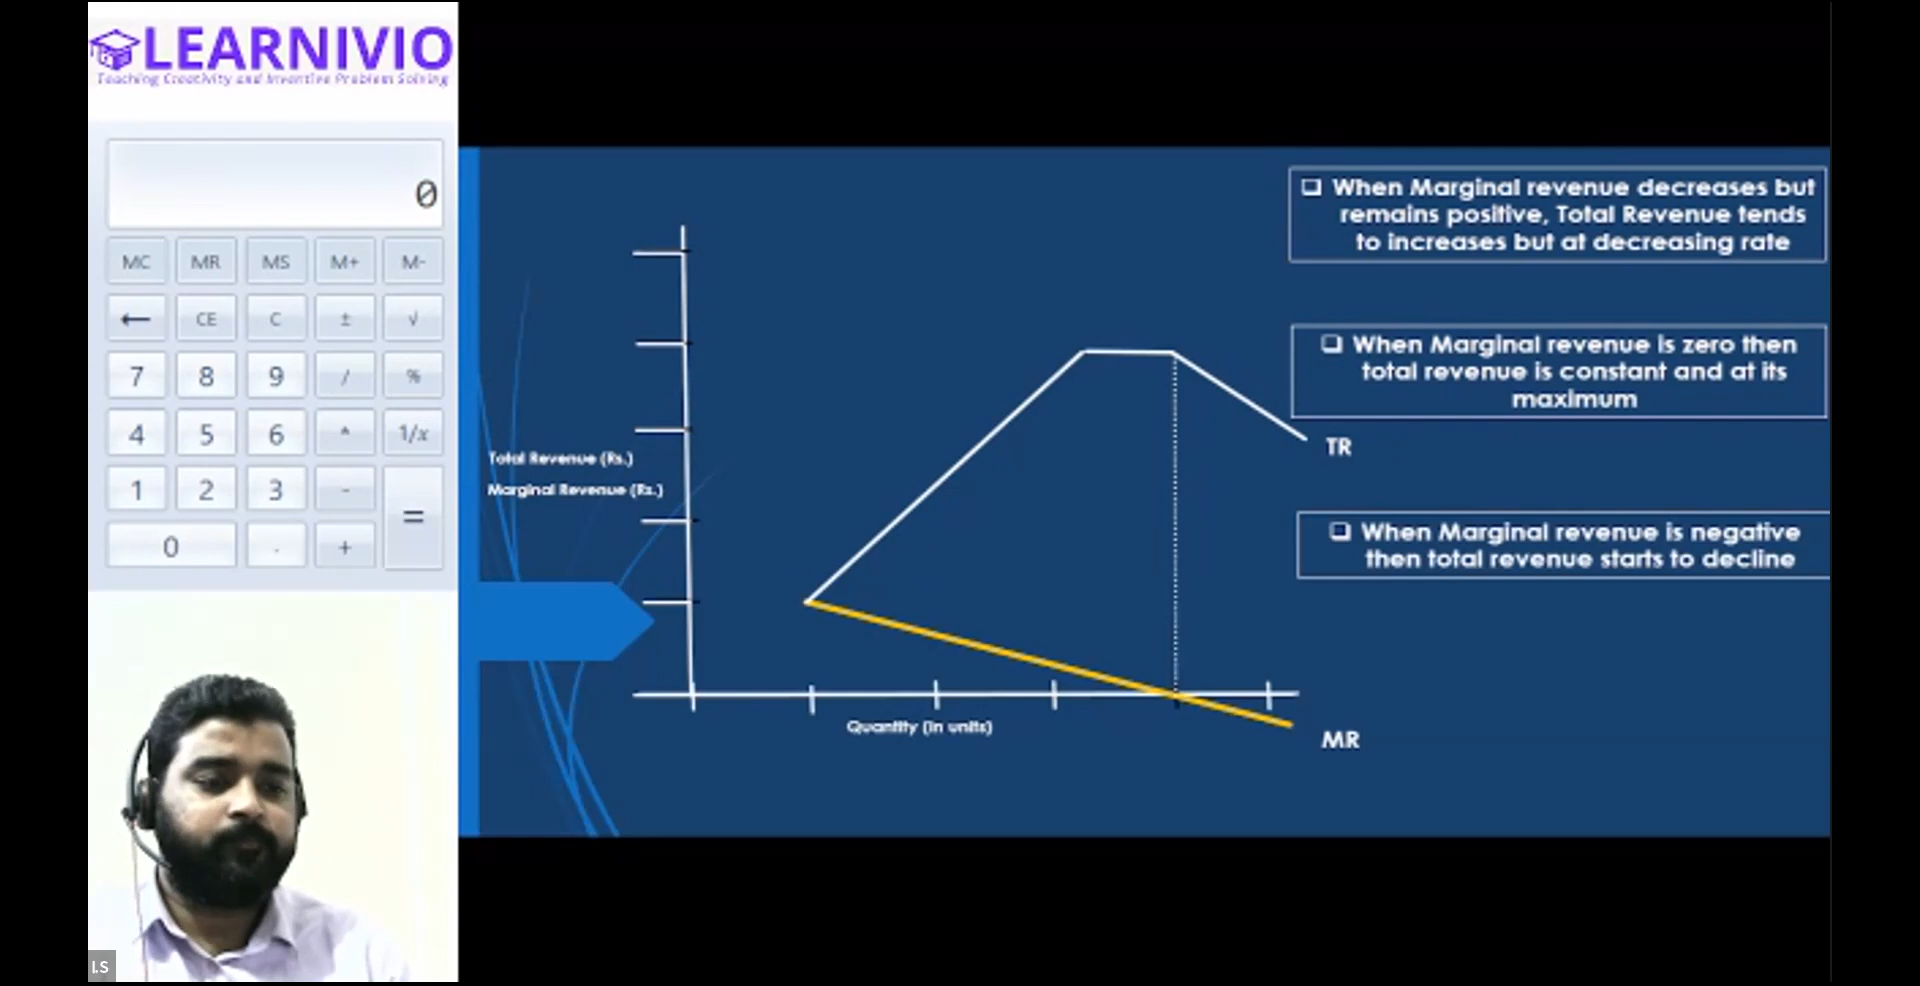 LEARNIVIO
Teaching Creativity and Inventive Problem Solving
0
MC MR MS M+ M-
← CE C ± √
7 8 9 / %
4 5 6 * 1/x
1 2 3 - =
0 . +
I.S
❑ When Marginal revenue decreases but
remains positive, Total Revenue tends
to increases but at decreasing rate
❑ When Marginal revenue is zero then
total revenue is constant and at its
maximum
❑ When Marginal revenue is negative
then total revenue starts to decline
Total Revenue (Rs.)
Marginal Revenue (Rs.)
TR
Quantity (in units)
MR